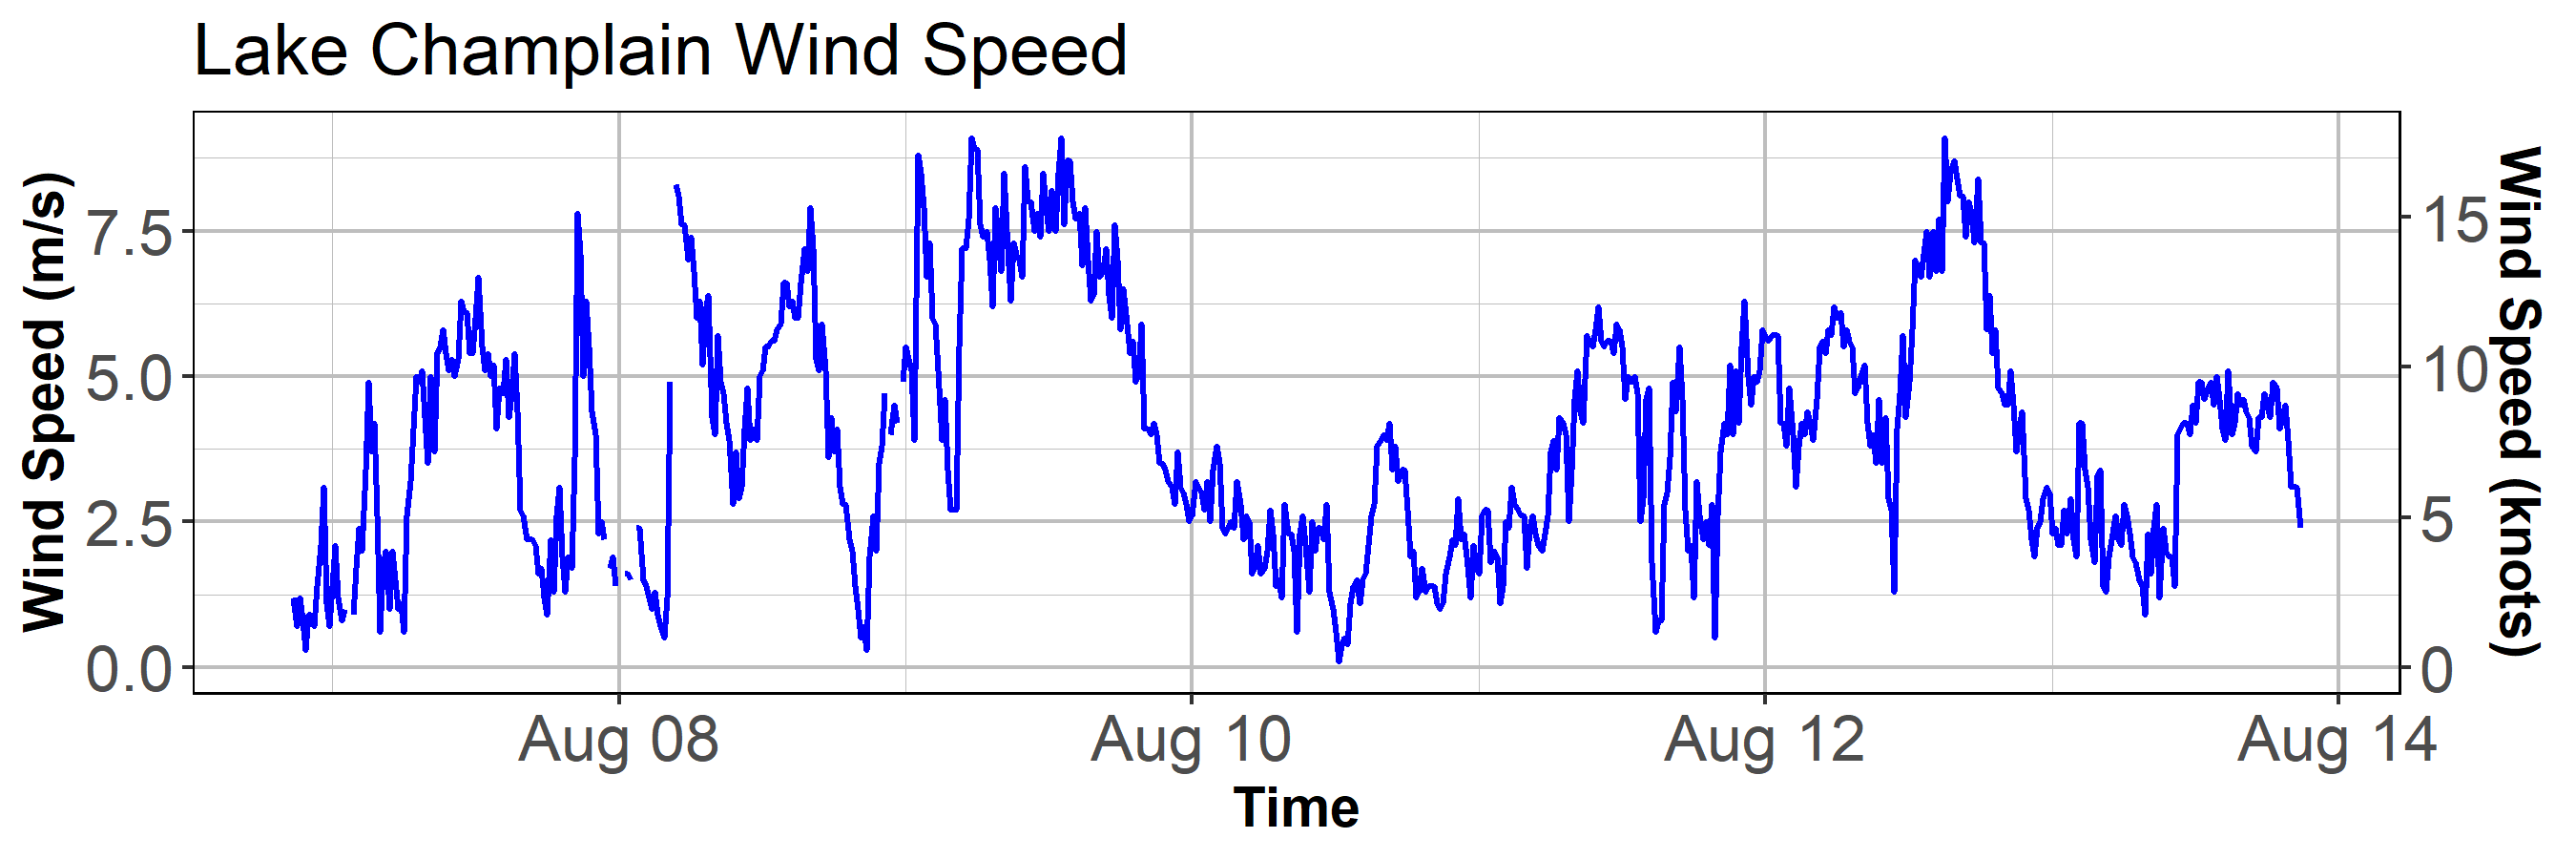 Lake Champlain Wind Speed
Wind Speed (m/s)
7.5
5.0
2.5
0.0
15
10
5
0
Wind Speed (knots)
Aug 08
Aug 10
Aug 12
Aug 14
Time